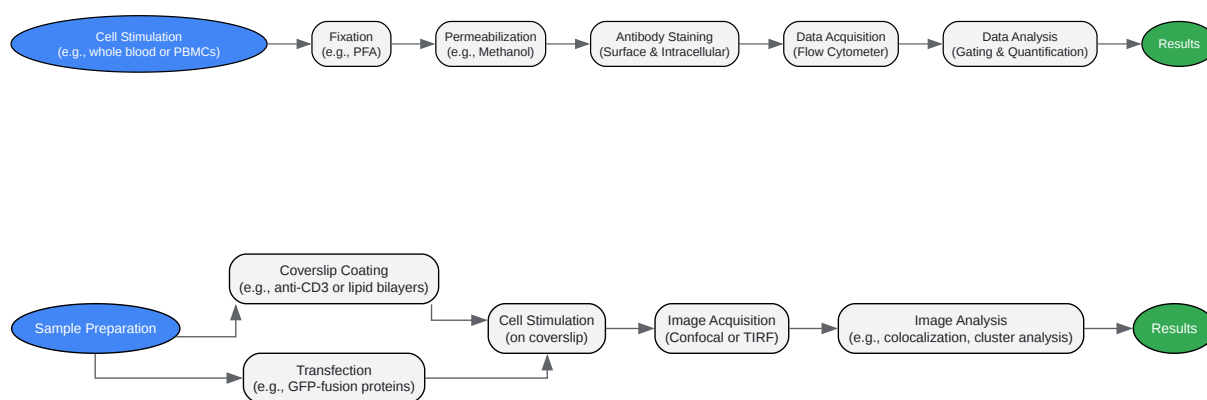 Cell Stimulation
(e.g., whole blood or PBMCs)
Fixation
(e.g., PFA)
Permeabilization
(e.g., Methanol)
Antibody Staining
(Surface & Intracellular)
Data Acquisition
(Flow Cytometer)
Data Analysis
(Gating & Quantification)
Results
Sample Preparation
Coverslip Coating
(e.g., anti-CD3 or lipid bilayers)
Transfection
(e.g., GFP-fusion proteins)
Cell Stimulation
(on coverslip)
Image Acquisition
(Confocal or TIRF)
Image Analysis
(e.g., colocalization, cluster analysis)
Results